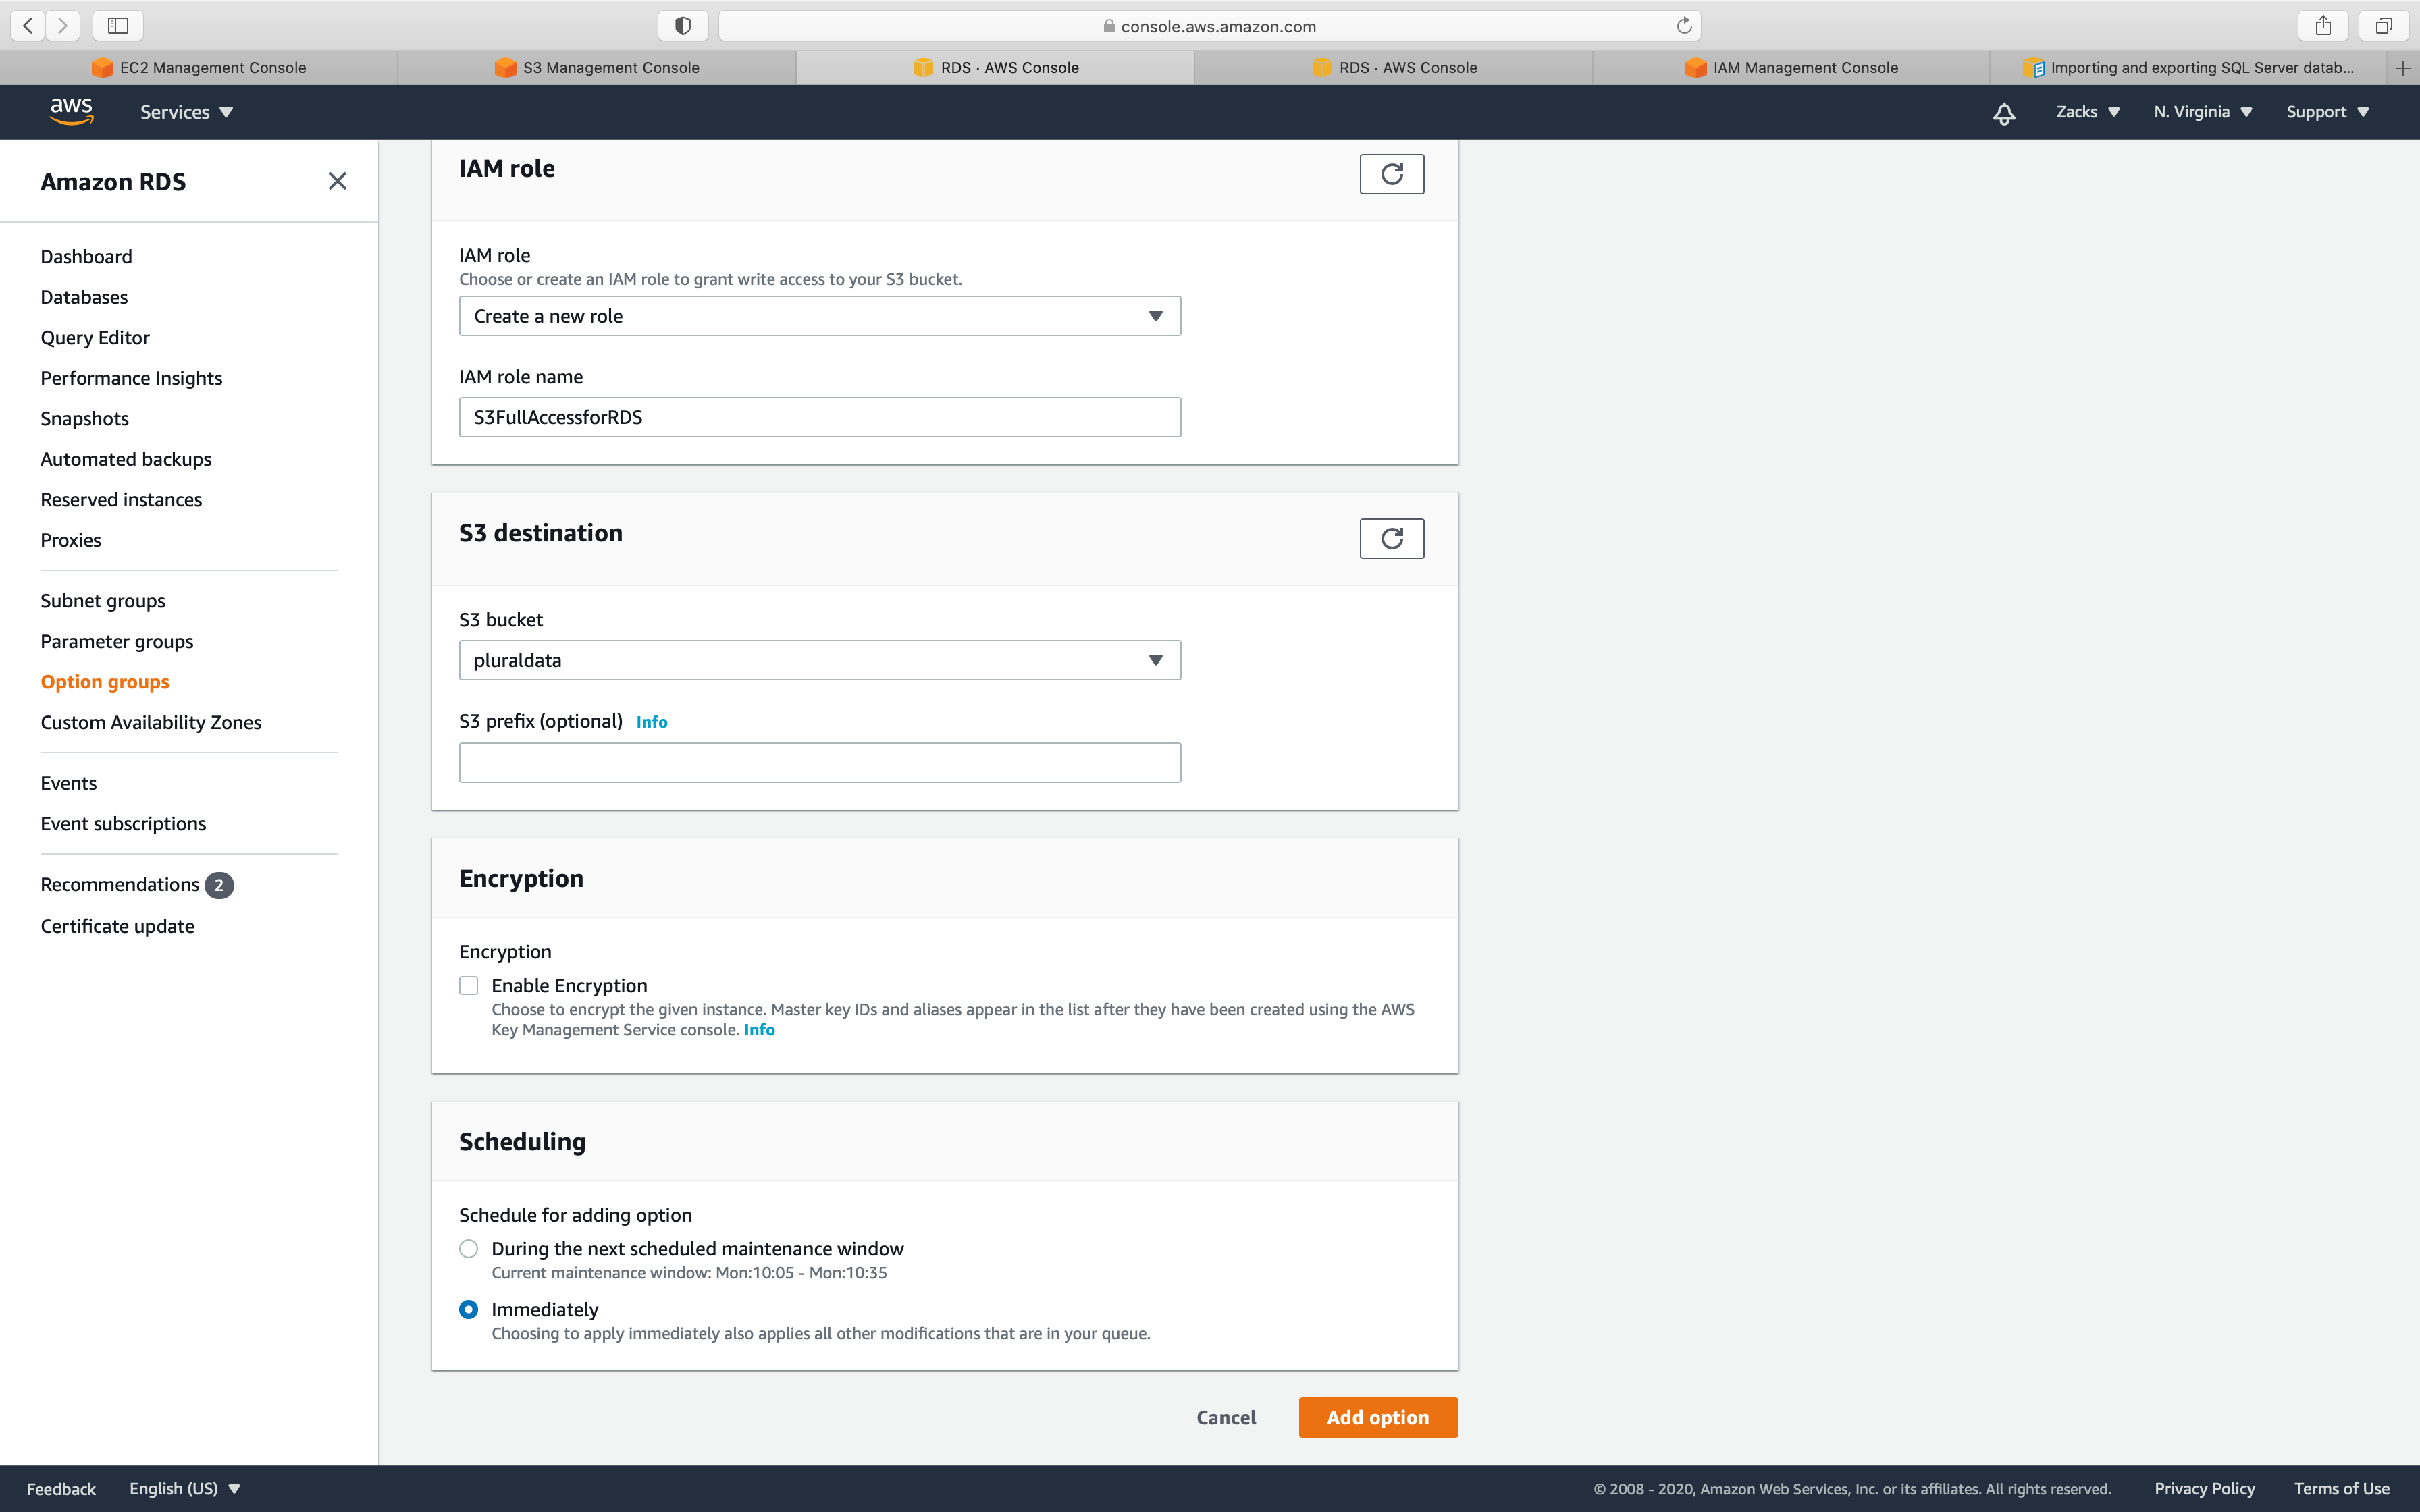 console.aws.amazon.com
EC2 Management Console
S3 Management Console
RDS · AWS Console
RDS · AWS Console
IAM Management Console
Importing and exporting SQL Server datab...
aws
Services
Zacks
N. Virginia
Support
Amazon RDS
Dashboard
Databases
Query Editor
Performance Insights
Snapshots
Automated backups
Reserved instances
Proxies
Subnet groups
Parameter groups
Option groups
Custom Availability Zones
Events
Event subscriptions
Recommendations 2
Certificate update
IAM role
IAM role
Choose or create an IAM role to grant write access to your S3 bucket.
Create a new role
IAM role name
S3FullAccessforRDS
S3 destination
S3 bucket
pluraldata
S3 prefix (optional) Info
Encryption
Encryption
Enable Encryption
Choose to encrypt the given instance. Master key IDs and aliases appear in the list after they have been created using the AWS
Key Management Service console. Info
Scheduling
Schedule for adding option
During the next scheduled maintenance window
Current maintenance window: Mon:10:05 - Mon:10:35
Immediately
Choosing to apply immediately also applies all other modifications that are in your queue.
Cancel
Add option
Feedback
English (US)
© 2008 - 2020, Amazon Web Services, Inc. or its affiliates. All rights reserved.
Privacy Policy
Terms of Use